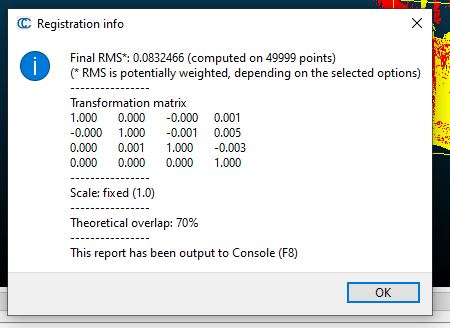 Registration info
Final RMS*: 0.0832466 (computed on 49999 points)
(* RMS is potentially weighted, depending on the selected options)
----------------
Transformation matrix
1.000 0.000 -0.000 0.001
-0.000 1.000 -0.001 0.005
0.000 0.001 1.000 -0.003
0.000 0.000 0.000 1.000
----------------
Scale: fixed (1.0)
----------------
Theoretical overlap: 70%
----------------
This report has been output to Console (F8)
OK